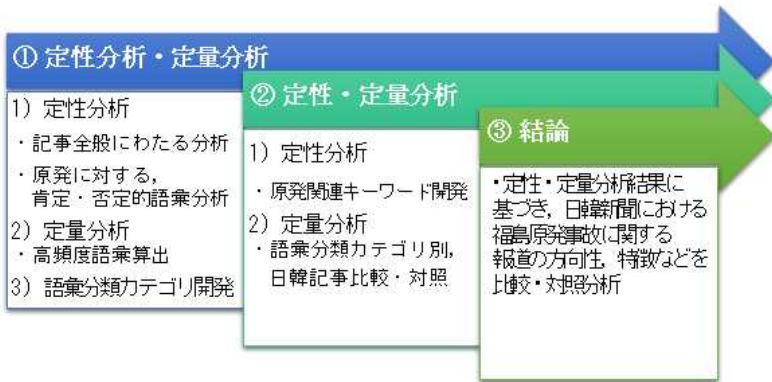 ① 定性分析・定量分析
1) 定性分析
・記事全般にわたる分析
・原発に対する,
肯定・否定的語彙分析
2) 定量分析
・高頻度語彙算出
3) 語彙分類カテゴリ開発
② 定性・定量分析
1) 定性分析
・原発関連キーワード開発
2) 定量分析
・語彙分類カテゴリ別,
日韓記事比較・対照
③ 結論
・定性・定量分析結果に
基づき, 日韓新聞における
福島原発事故に関する
報道の方向性, 特徴などを
比較・対照分析